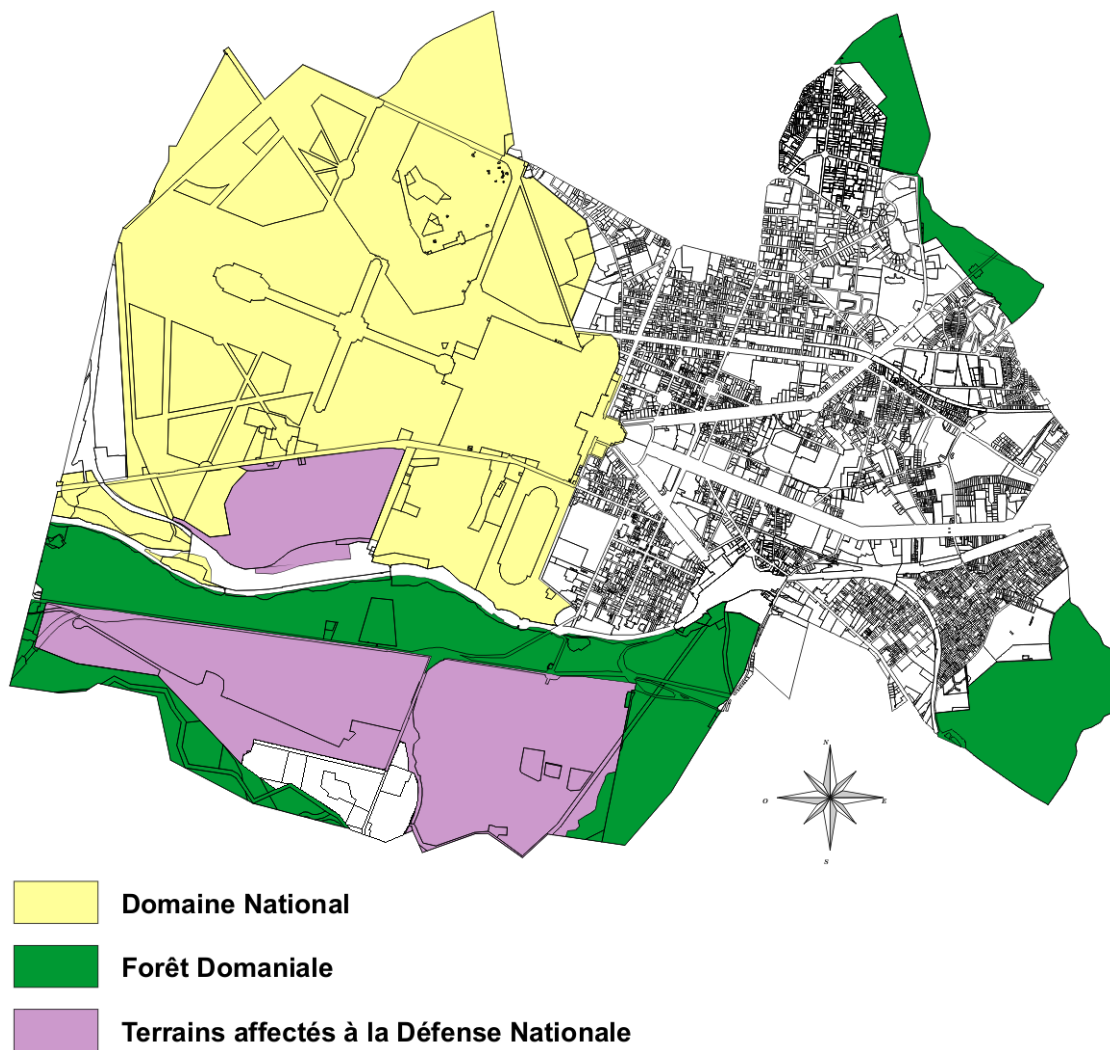 N
O
E
S
Domaine National
Forêt Domaniale
Terrains affectés à la Défense Nationale